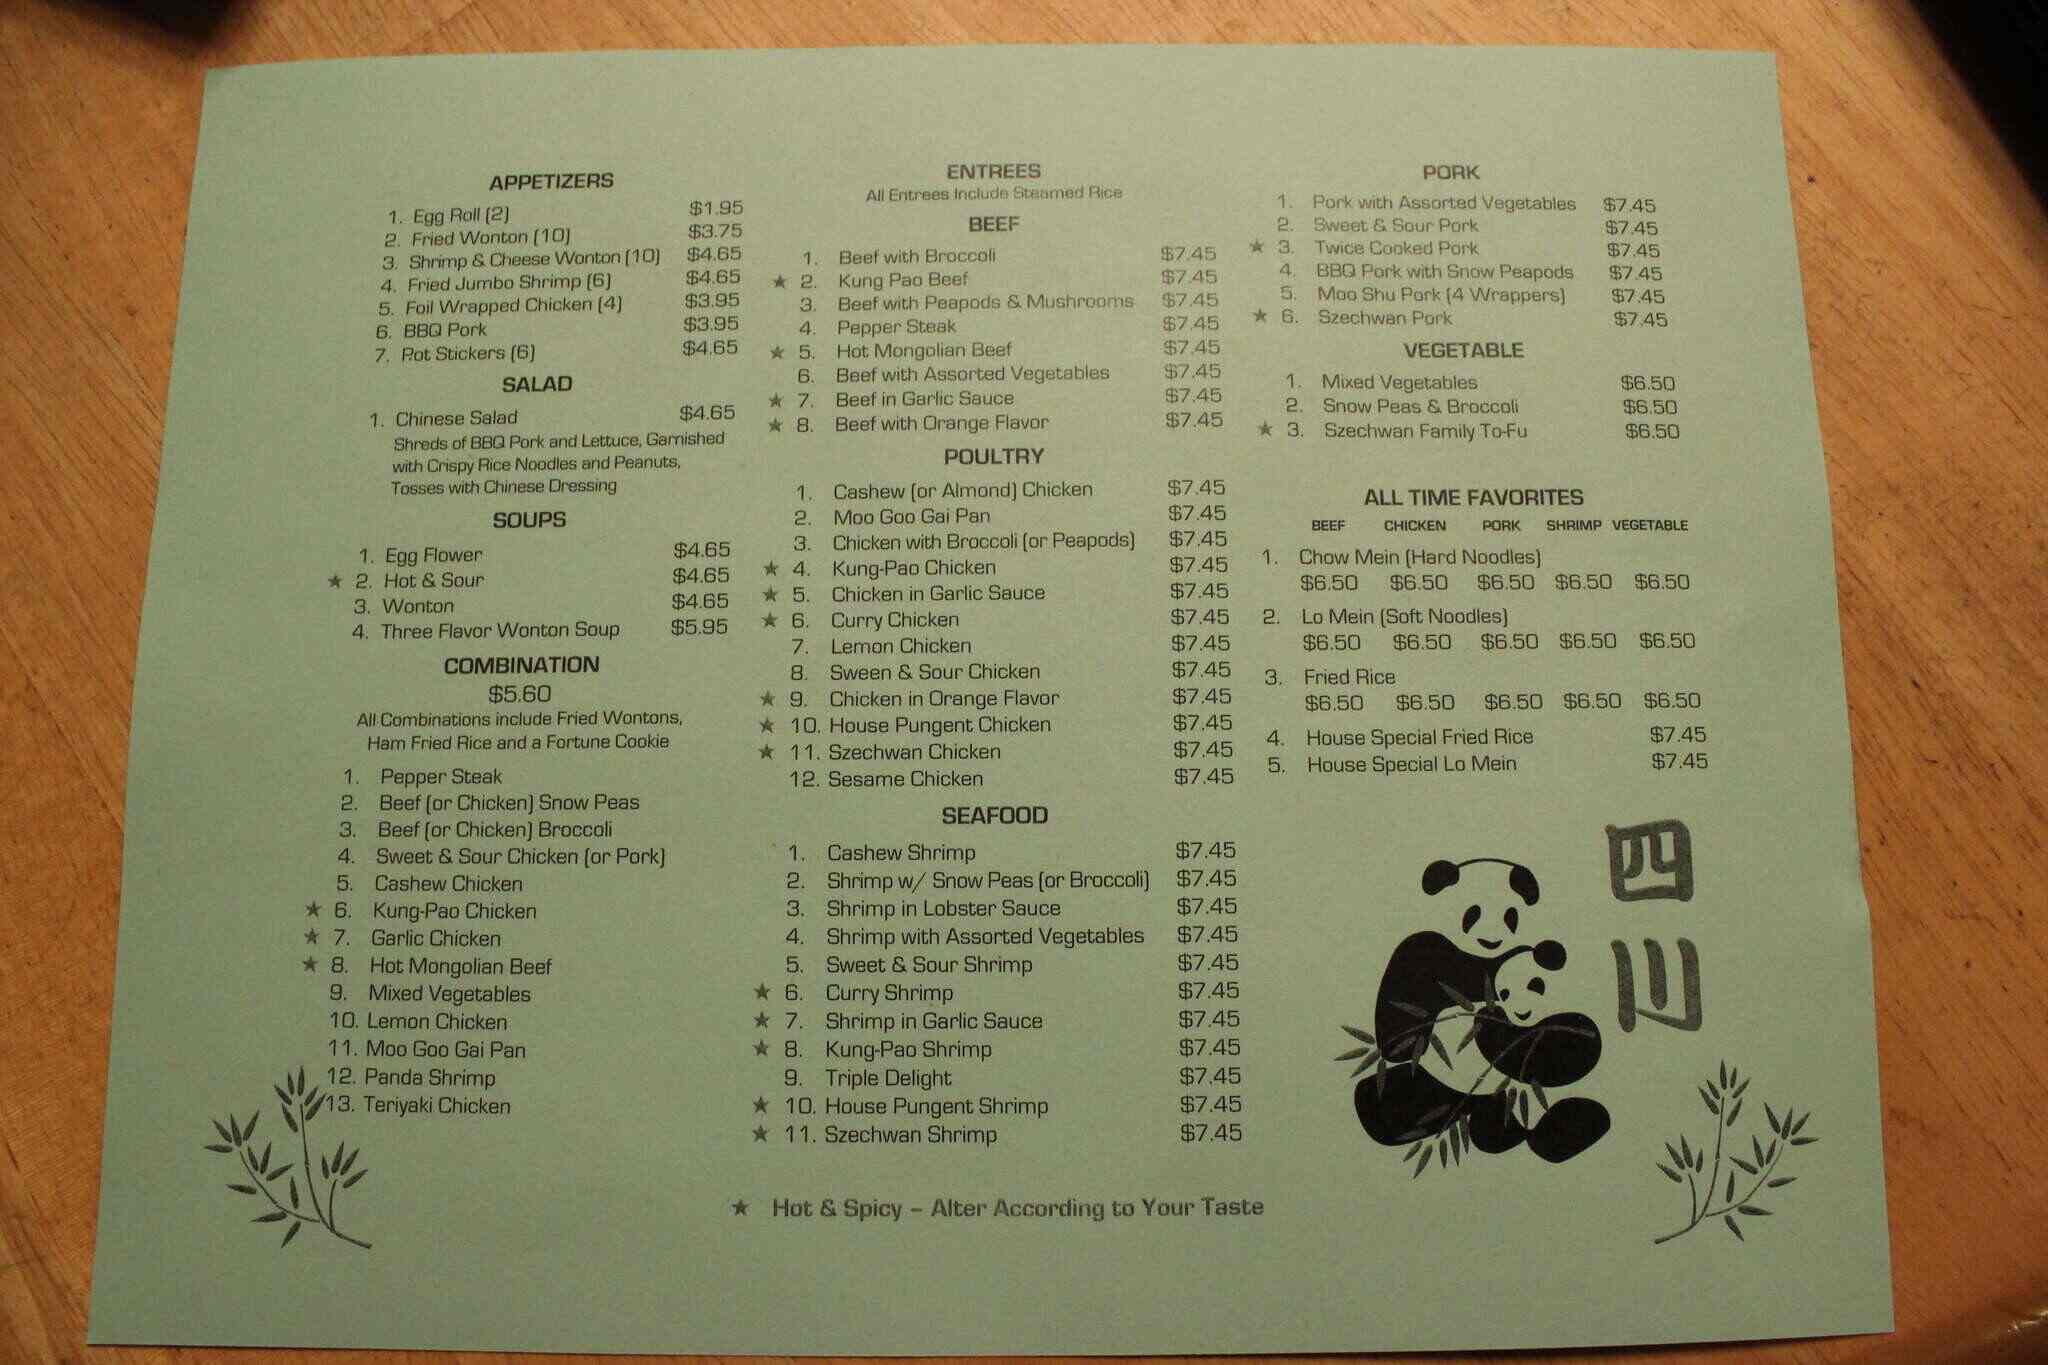 APPETIZERS
1. Egg Roll (2) $1.95
2. Fried Wonton (10) $3.75
3. Shrimp & Cheese Wonton (10) $4.65
4. Fried Jumbo Shrimp (6) $4.65
5. Foil Wrapped Chicken (4) $3.95
6. BBQ Pork $3.95
7. Pot Stickers (6) $4.65
SALAD
1. Chinese Salad $4.65
Shreds of BBQ Pork and Lettuce, Garnished
with Crispy Rice Noodles and Peanuts,
Tosses with Chinese Dressing
SOUPS
1. Egg Flower $4.65
★ 2. Hot & Sour $4.65
3. Wonton $4.65
4. Three Flavor Wonton Soup $5.95
COMBINATION
$5.60
All Combinations include Fried Wontons,
Ham Fried Rice and a Fortune Cookie
1. Pepper Steak
2. Beef (or Chicken) Snow Peas
3. Beef (or Chicken) Broccoli
4. Sweet & Sour Chicken (or Pork)
5. Cashew Chicken
★ 6. Kung-Pao Chicken
★ 7. Garlic Chicken
★ 8. Hot Mongolian Beef
9. Mixed Vegetables
10. Lemon Chicken
11. Moo Goo Gai Pan
12. Panda Shrimp
13. Teriyaki Chicken
ENTREES
All Entrees Include Steamed Rice
BEEF
1. Beef with Broccoli $7.45
★ 2. Kung Pao Beef $7.45
3. Beef with Peapods & Mushrooms $7.45
4. Pepper Steak $7.45
★ 5. Hot Mongolian Beef $7.45
6. Beef with Assorted Vegetables $7.45
★ 7. Beef in Garlic Sauce $7.45
★ 8. Beef with Orange Flavor $7.45
POULTRY
1. Cashew (or Almond) Chicken $7.45
2. Moo Goo Gai Pan $7.45
3. Chicken with Broccoli (or Peapods) $7.45
★ 4. Kung-Pao Chicken $7.45
★ 5. Chicken in Garlic Sauce $7.45
★ 6. Curry Chicken $7.45
7. Lemon Chicken $7.45
8. Sween & Sour Chicken $7.45
★ 9. Chicken in Orange Flavor $7.45
★ 10. House Pungent Chicken $7.45
★ 11. Szechwan Chicken $7.45
12. Sesame Chicken $7.45
SEAFOOD
1. Cashew Shrimp $7.45
2. Shrimp w/ Snow Peas (or Broccoli) $7.45
3. Shrimp in Lobster Sauce $7.45
4. Shrimp with Assorted Vegetables $7.45
5. Sweet & Sour Shrimp $7.45
★ 6. Curry Shrimp $7.45
★ 7. Shrimp in Garlic Sauce $7.45
★ 8. Kung-Pao Shrimp $7.45
9. Triple Delight $7.45
★ 10. House Pungent Shrimp $7.45
★ 11. Szechwan Shrimp $7.45
PORK
1. Pork with Assorted Vegetables $7.45
2. Sweet & Sour Pork $7.45
★ 3. Twice Cooked Pork $7.45
4. BBQ Pork with Snow Peapods $7.45
5. Moo Shu Pork (4 Wrappers) $7.45
★ 6. Szechwan Pork $7.45
VEGETABLE
1. Mixed Vegetables $6.50
2. Snow Peas & Broccoli $6.50
★ 3. Szechwan Family To-Fu $6.50
ALL TIME FAVORITES
BEEF CHICKEN PORK SHRIMP VEGETABLE
1. Chow Mein (Hard Noodles)
$6.50 $6.50 $6.50 $6.50 $6.50
2. Lo Mein (Soft Noodles)
$6.50 $6.50 $6.50 $6.50 $6.50
3. Fried Rice
$6.50 $6.50 $6.50 $6.50 $6.50
4. House Special Fried Rice $7.45
5. House Special Lo Mein $7.45
四川
★ Hot & Spicy – Alter According to Your Taste